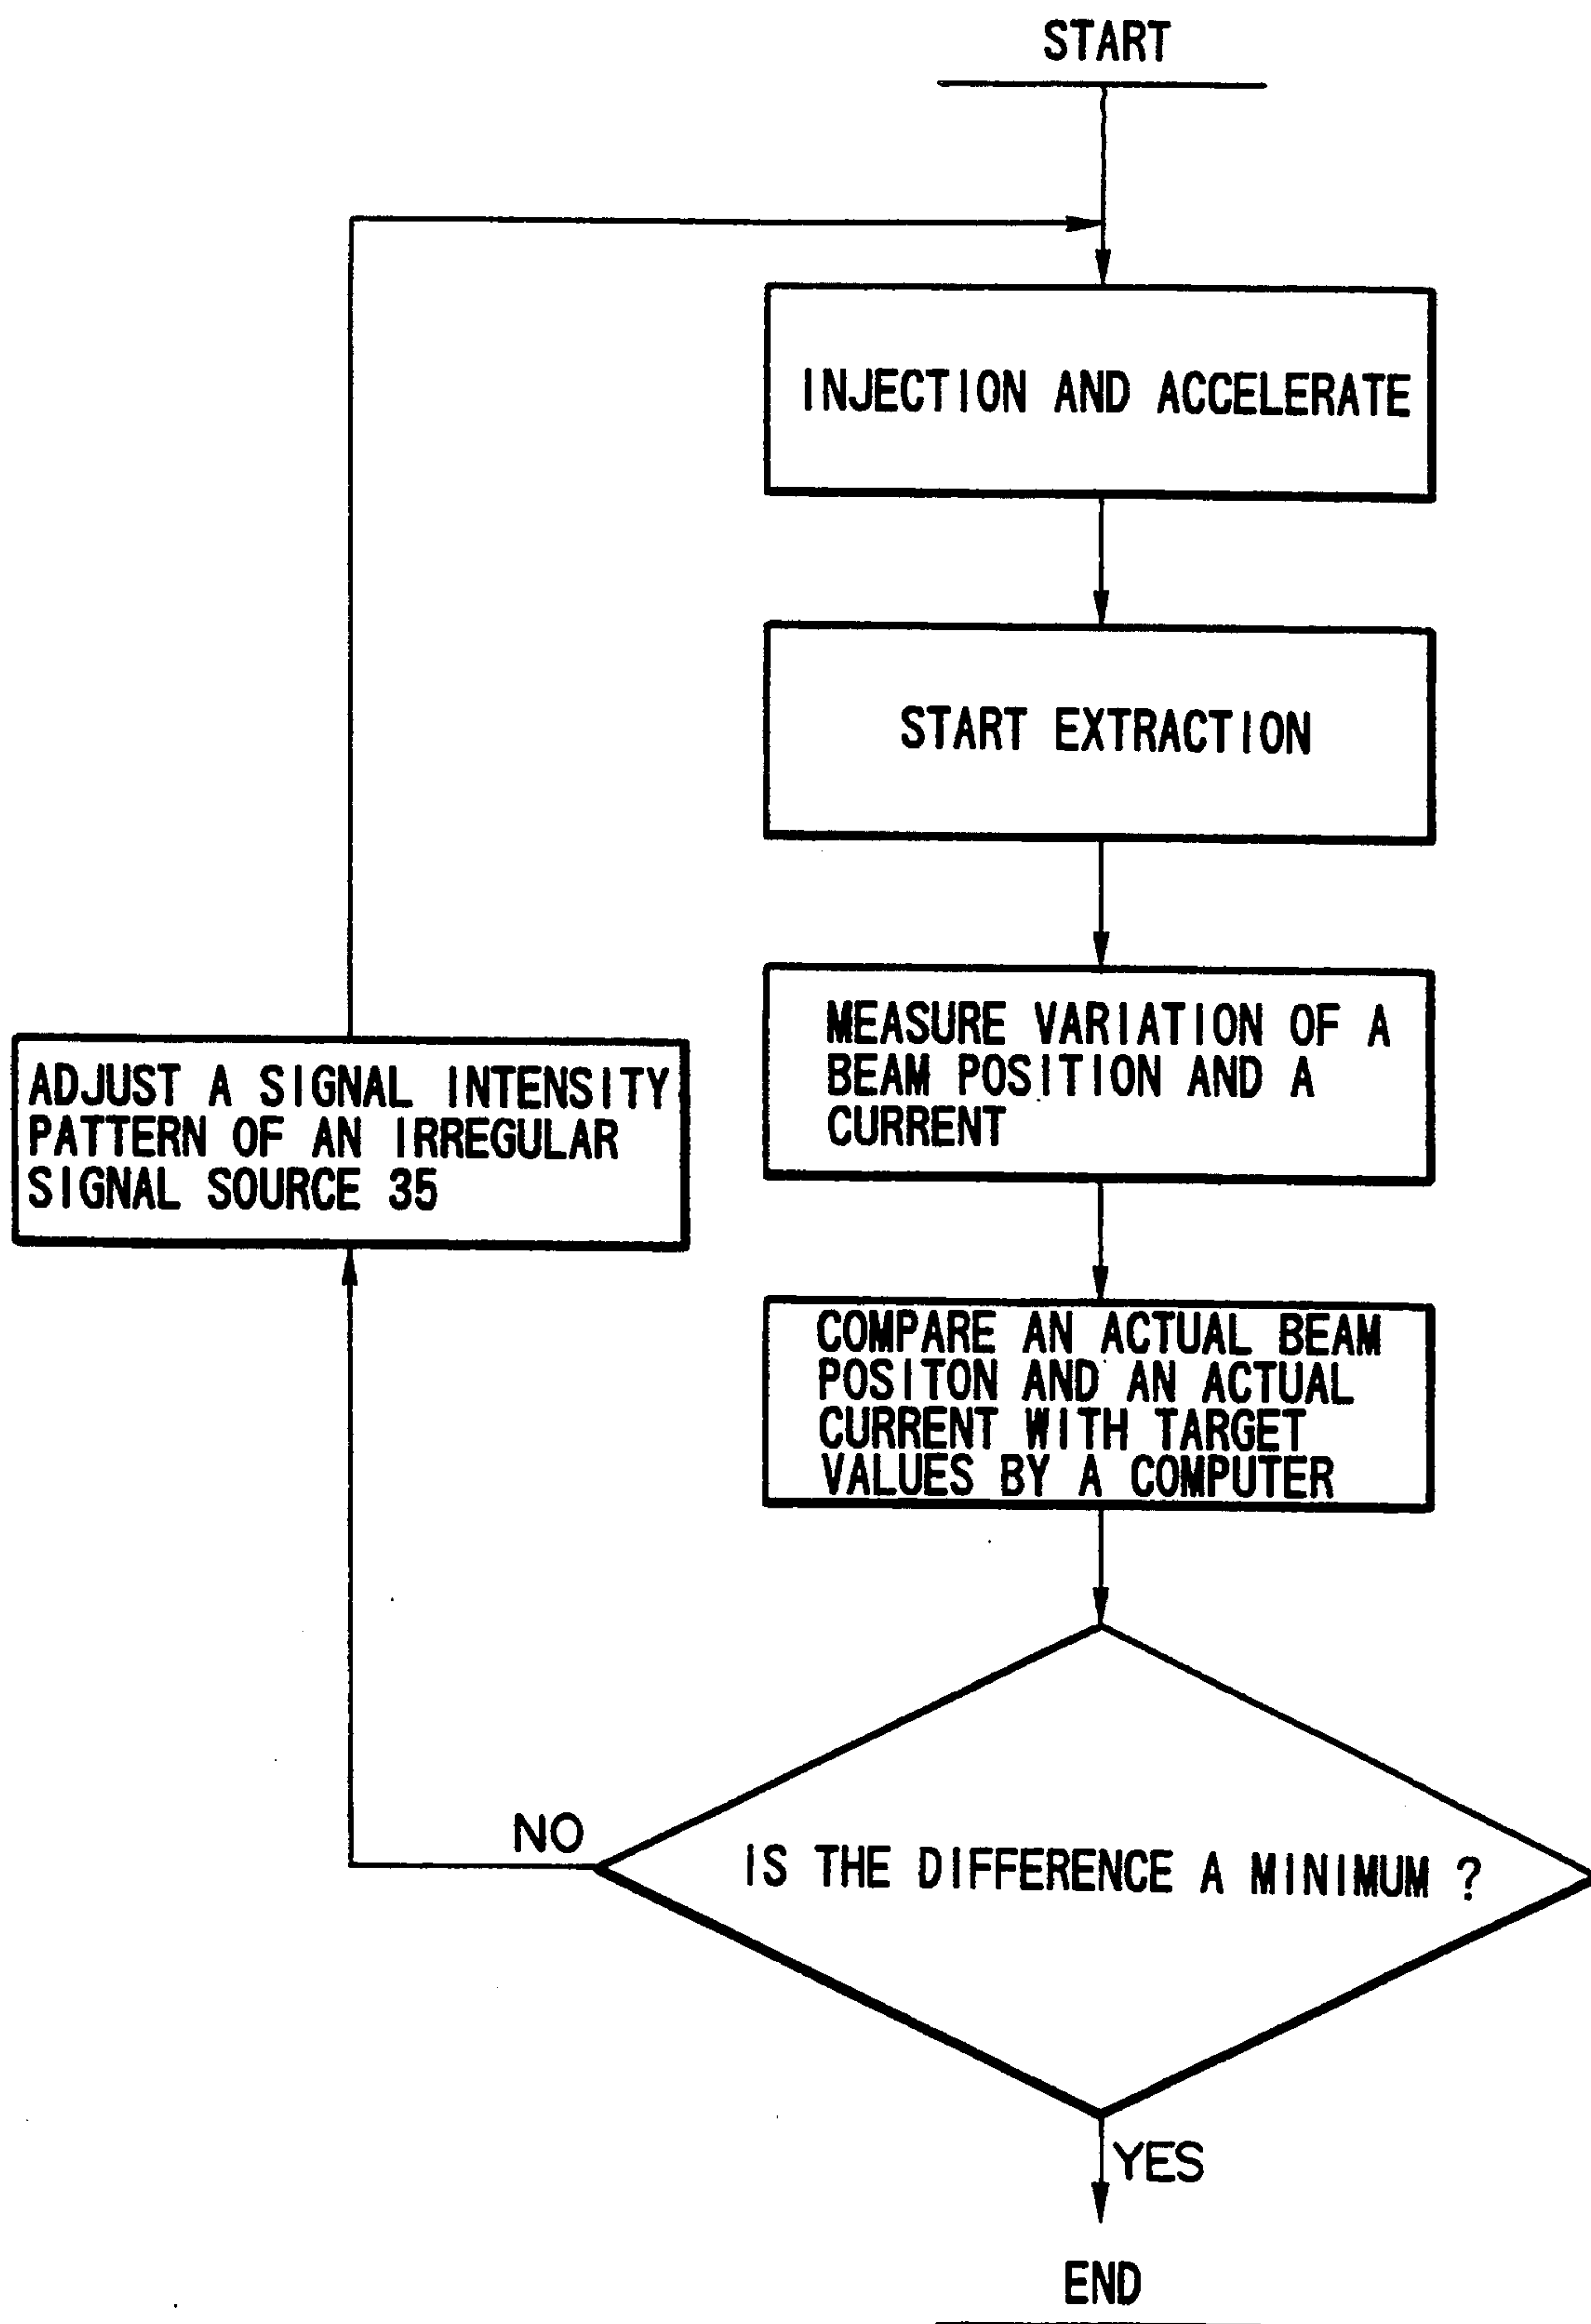 START
INJECTION AND ACCELERATE
START EXTRACTION
MEASURE VARIATION OF A
BEAM POSITION AND A
CURRENT
ADJUST A SIGNAL INTENSITY
PATTERN OF AN IRREGULAR
SIGNAL SOURCE 35
COMPARE AN ACTUAL BEAM
POSITON AND AN ACTUAL
CURRENT WITH TARGET
VALUES BY A COMPUTER
NO
IS THE DIFFERENCE A MINIMUM ?
YES
END